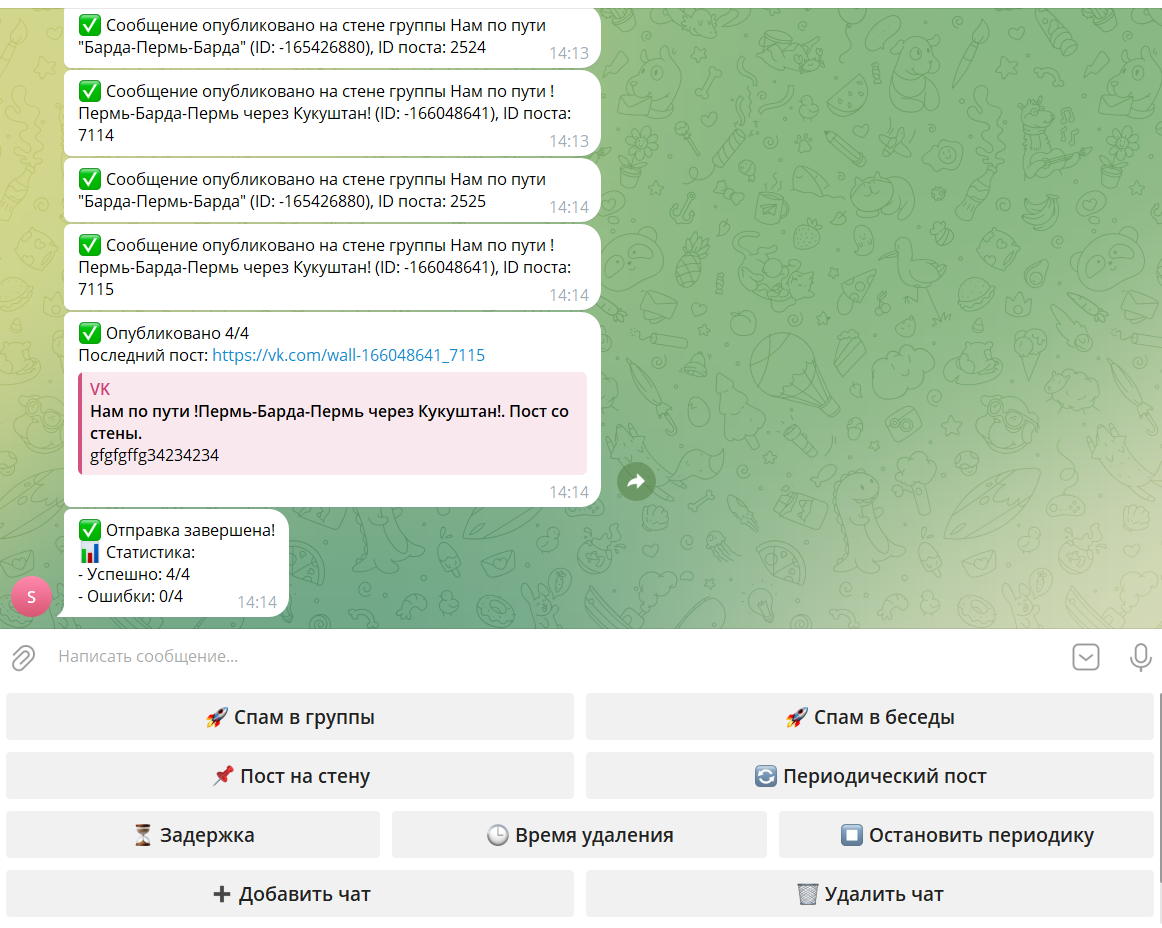 ✅ Сообщение опубликовано на стене группы Нам по пути
"Барда-Пермь-Барда" (ID: -165426880), ID поста: 2524
14:13
✅ Сообщение опубликовано на стене группы Нам по пути !
Пермь-Барда-Пермь через Кукуштан! (ID: -166048641), ID поста:
7114
14:13
✅ Сообщение опубликовано на стене группы Нам по пути
"Барда-Пермь-Барда" (ID: -165426880), ID поста: 2525
14:14
✅ Сообщение опубликовано на стене группы Нам по пути !
Пермь-Барда-Пермь через Кукуштан! (ID: -166048641), ID поста:
7115
14:14
✅ Опубликовано 4/4
Последний пост: https://vk.com/wall-166048641_7115
VK
Нам по пути !Пермь-Барда-Пермь через Кукуштан!. Пост со
стены.
gfgfgffg34234234
14:14
✅ Отправка завершена!
📊 Статистика:
- Успешно: 4/4
- Ошибки: 0/4
14:14
S
Написать сообщение...
🚀 Спам в группы
🚀 Спам в беседы
📌 Пост на стену
🔄 Периодический пост
⏳ Задержка
🕒 Время удаления
⏹ Остановить периодику
➕ Добавить чат
🗑 Удалить чат